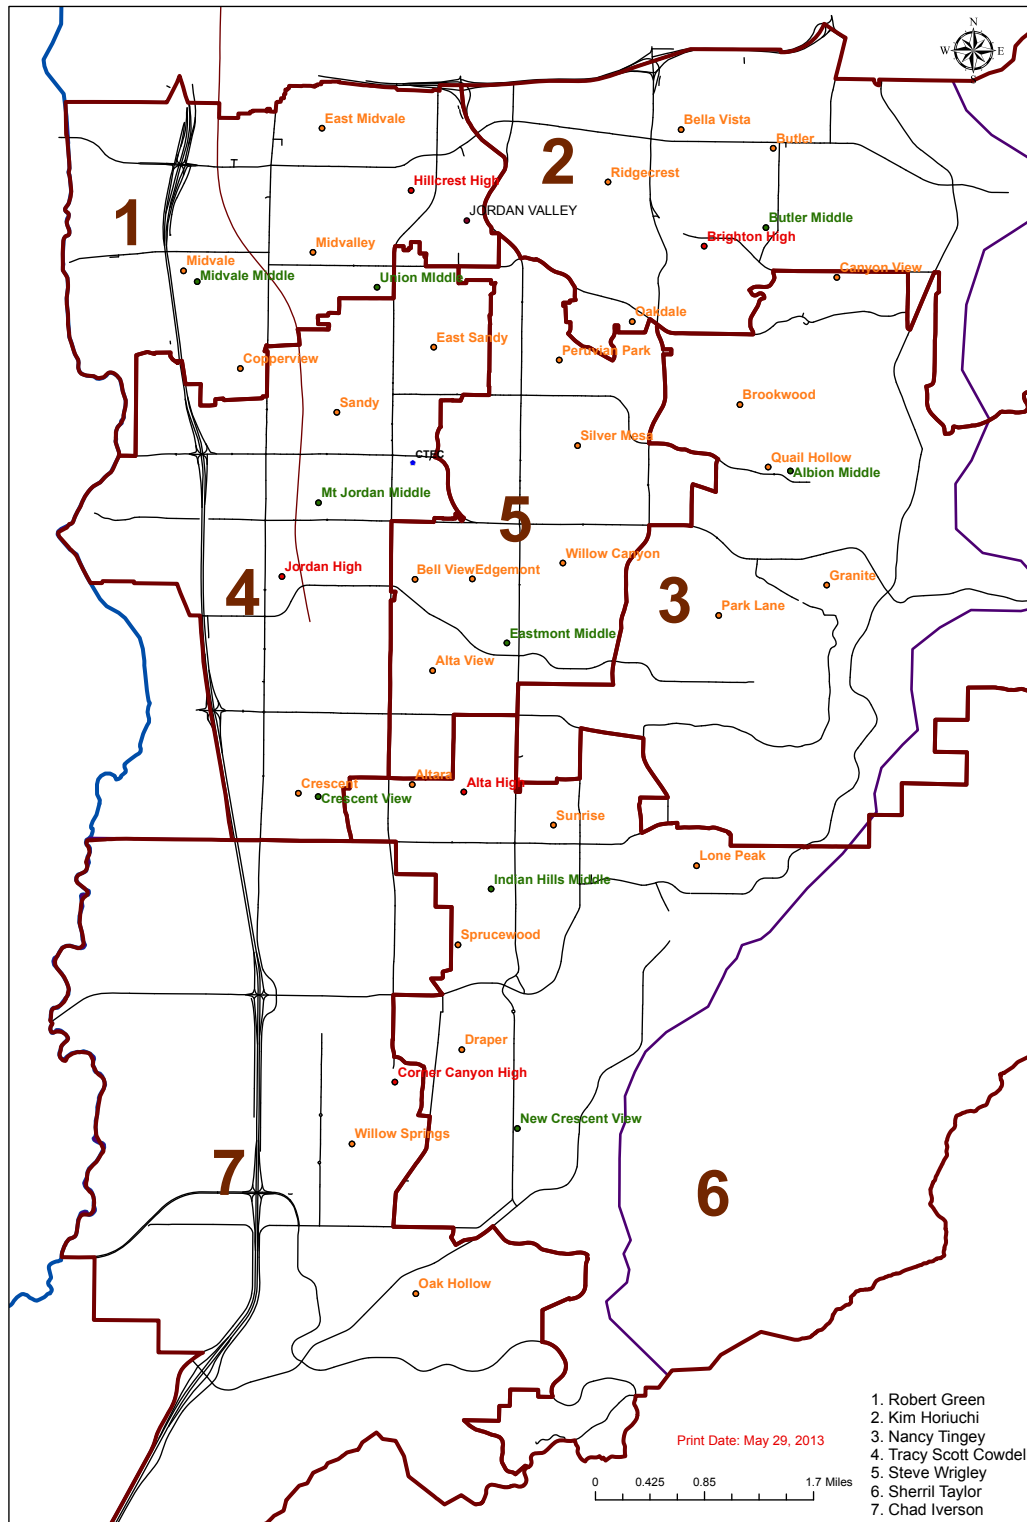 N
W
E
S
East Midvale
Bella Vista
Butler
2
Ridgecrest
Hillcrest High
1
JORDAN VALLEY
Butler Middle
Brighton High
Midvalley
Midvale
Midvale Middle
Union Middle
Canyon View
Oakdale
East Sandy
Peruvian Park
Copperview
Sandy
Brookwood
Silver Mesa
CTEC
Quail Hollow
Albion Middle
Mt Jordan Middle
5
Willow Canyon
Jordan High
Bell View
Edgemont
Granite
4
3
Park Lane
Eastmont Middle
Alta View
Crescent
Altara
Alta High
Crescent View
Sunrise
Lone Peak
Indian Hills Middle
Sprucewood
Draper
Corner Canyon High
New Crescent View
Willow Springs
7
6
Oak Hollow
Print Date: May 29, 2013
0 0.425 0.85 1.7 Miles
1. Robert Green
2. Kim Horiuchi
3. Nancy Tingey
4. Tracy Scott Cowdel
5. Steve Wrigley
6. Sherril Taylor
7. Chad Iverson